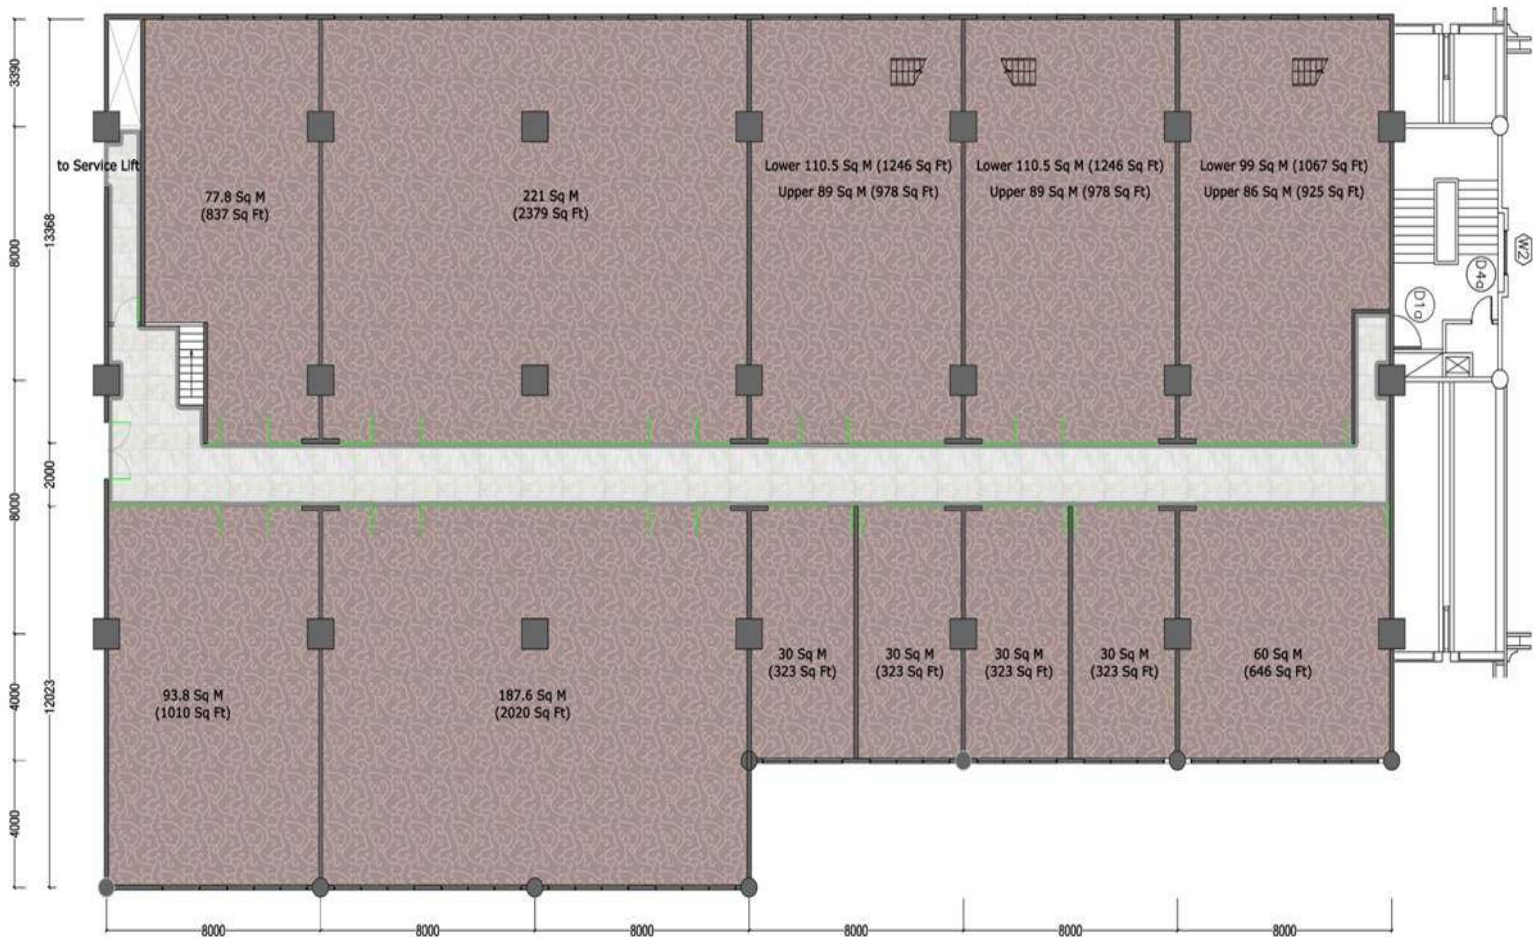 3390
to Service Lift
8000
13368
77.8 Sq M
(837 Sq Ft)
221 Sq M
(2379 Sq Ft)
Lower 110.5 Sq M (1246 Sq Ft)
Upper 89 Sq M (978 Sq Ft)
Lower 110.5 Sq M (1246 Sq Ft)
Upper 89 Sq M (978 Sq Ft)
Lower 99 Sq M (1067 Sq Ft)
Upper 86 Sq M (925 Sq Ft)
W2
D4a
D1a
2000
8000
4000
12023
4000
93.8 Sq M
(1010 Sq Ft)
187.6 Sq M
(2020 Sq Ft)
30 Sq M
(323 Sq Ft)
30 Sq M
(323 Sq Ft)
30 Sq M
(323 Sq Ft)
30 Sq M
(323 Sq Ft)
60 Sq M
(646 Sq Ft)
8000
8000
8000
8000
8000
8000